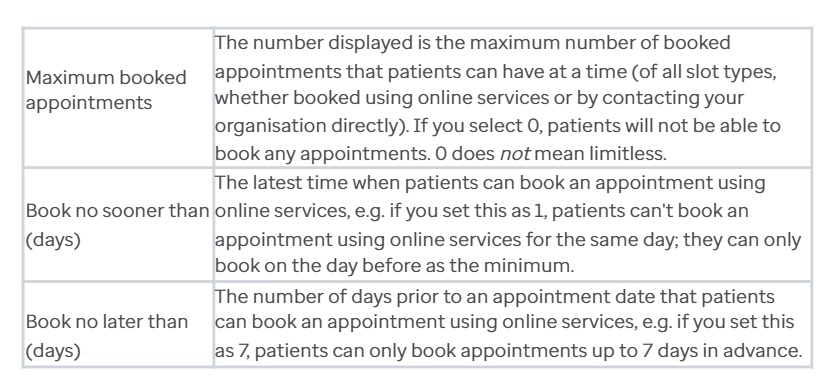 Maximum booked
appointments
The number displayed is the maximum number of booked
appointments that patients can have at a time (of all slot types,
whether booked using online services or by contacting your
organisation directly). If you select 0, patients will not be able to
book any appointments. 0 does not mean limitless.
Book no sooner than
(days)
The latest time when patients can book an appointment using
online services, e.g. if you set this as 1, patients can't book an
appointment using online services for the same day; they can only
book on the day before as the minimum.
Book no later than
(days)
The number of days prior to an appointment date that patients
can book an appointment using online services, e.g. if you set this
as 7, patients can only book appointments up to 7 days in advance.